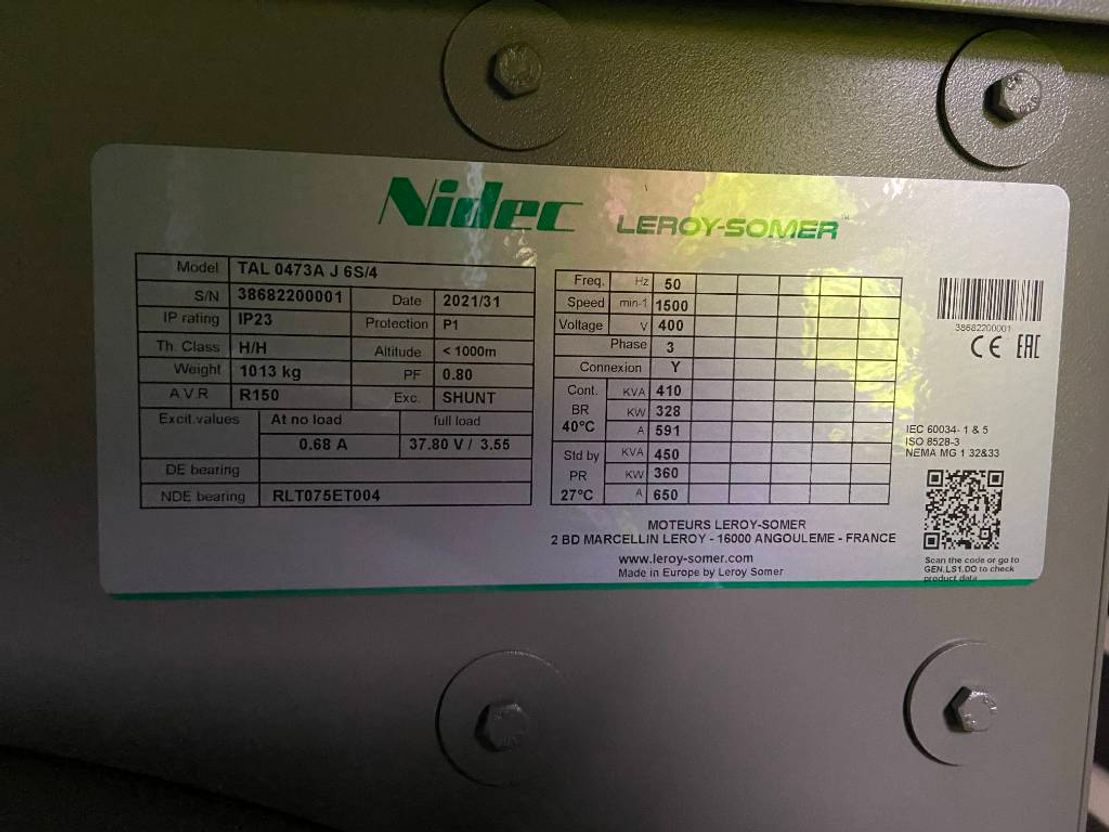 Nidec LEROY-SOMER™
Model TAL 0473A J 6S/4
S/N 38682200001 Date 2021/31
IP rating IP23 Protection P1
Th. Class H/H Altitude < 1000m
Weight 1013 kg PF 0.80
A.V.R R150 Exc. SHUNT
Excit.values At no load full load
0.68 A 37.80 V / 3.55
DE bearing
NDE bearing RLT075ET004
Freq. Hz 50
Speed min-1 1500
Voltage V 400
Phase 3
Connexion Y
Cont. KVA 410
BR KW 328
40°C A 591
Std by KVA 450
PR KW 360
27°C A 650
38682200001
CE EAC
IEC 60034- 1 & 5
ISO 8528-3
NEMA MG 1 32&33
Scan the code or go to
GEN.LS1.DO to check
product data
MOTEURS LEROY-SOMER
2 BD MARCELLIN LEROY - 16000 ANGOULEME - FRANCE
www.leroy-somer.com
Made in Europe by Leroy Somer